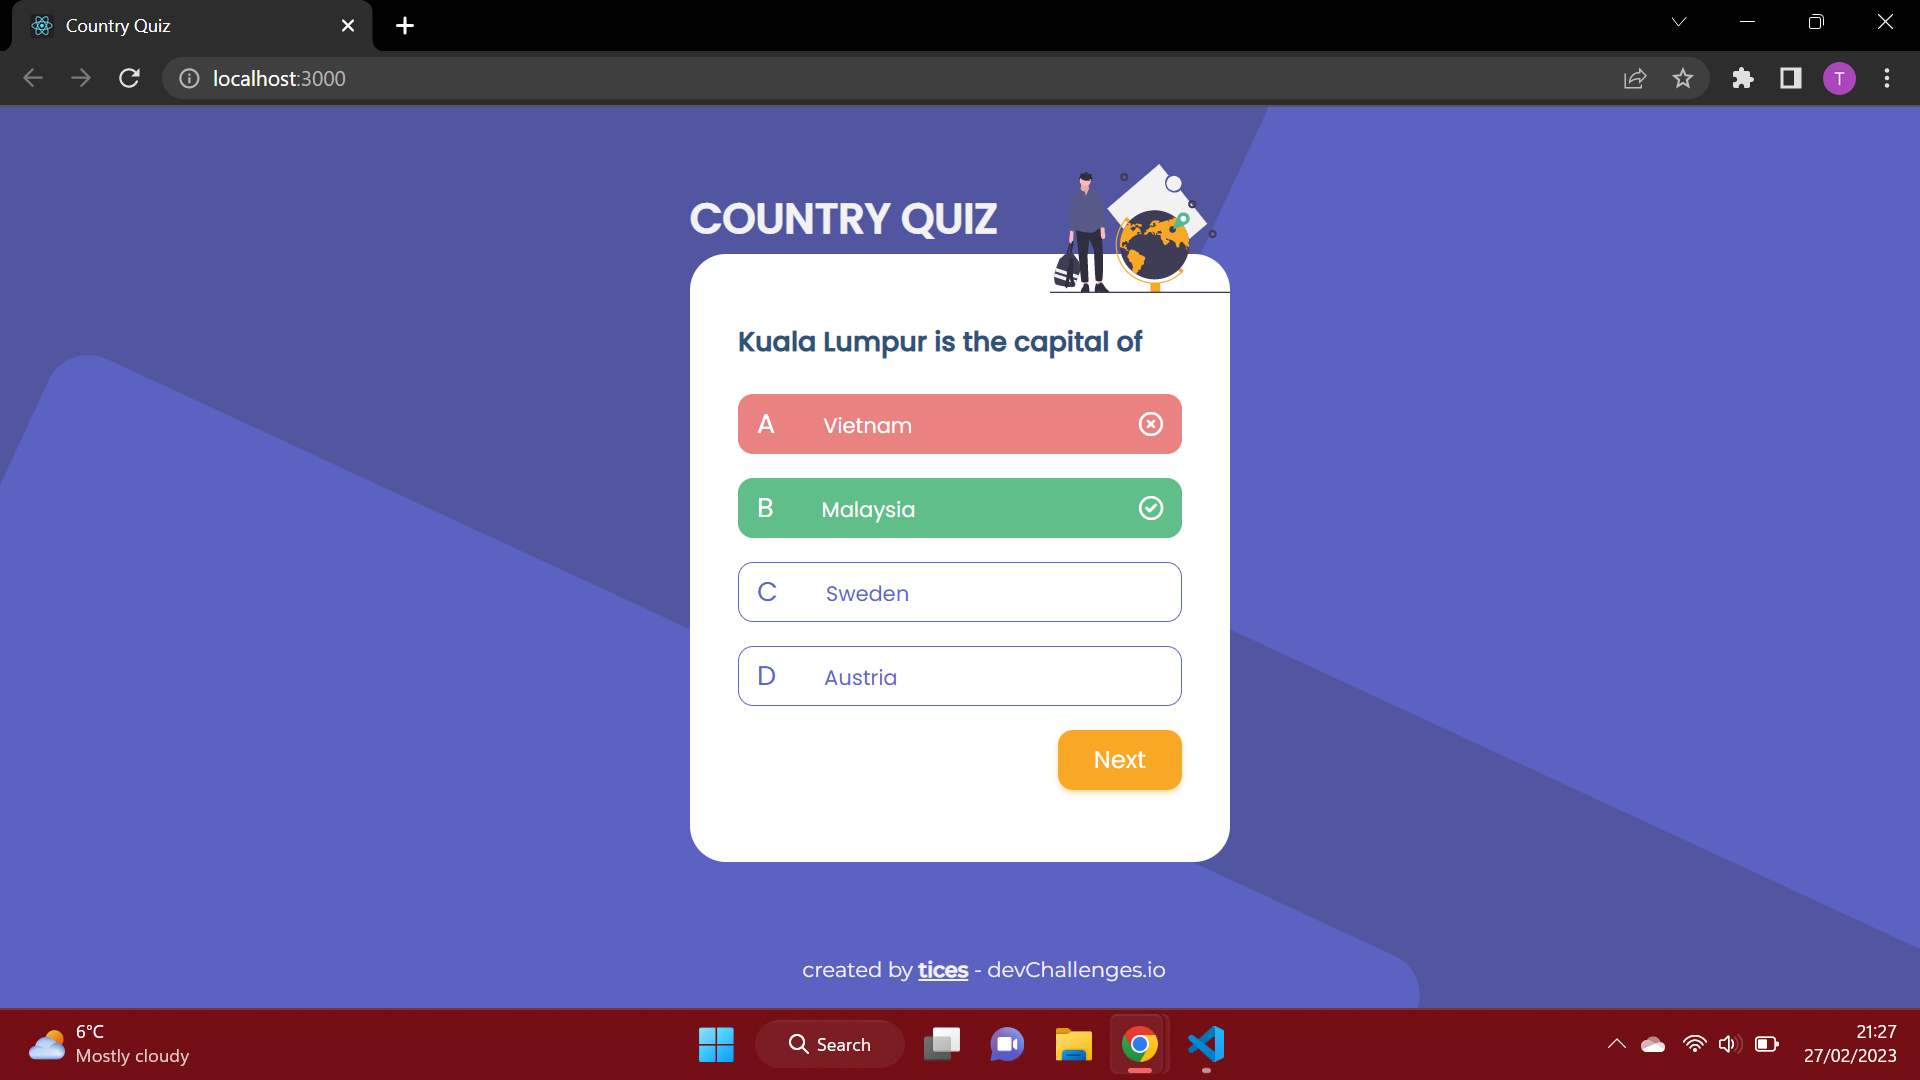 Country Quiz
localhost:3000
T
COUNTRY QUIZ
Kuala Lumpur is the capital of
A Vietnam
B Malaysia
C Sweden
D Austria
Next
created by tices - devChallenges.io
6°C
Mostly cloudy
Search
21:27
27/02/2023